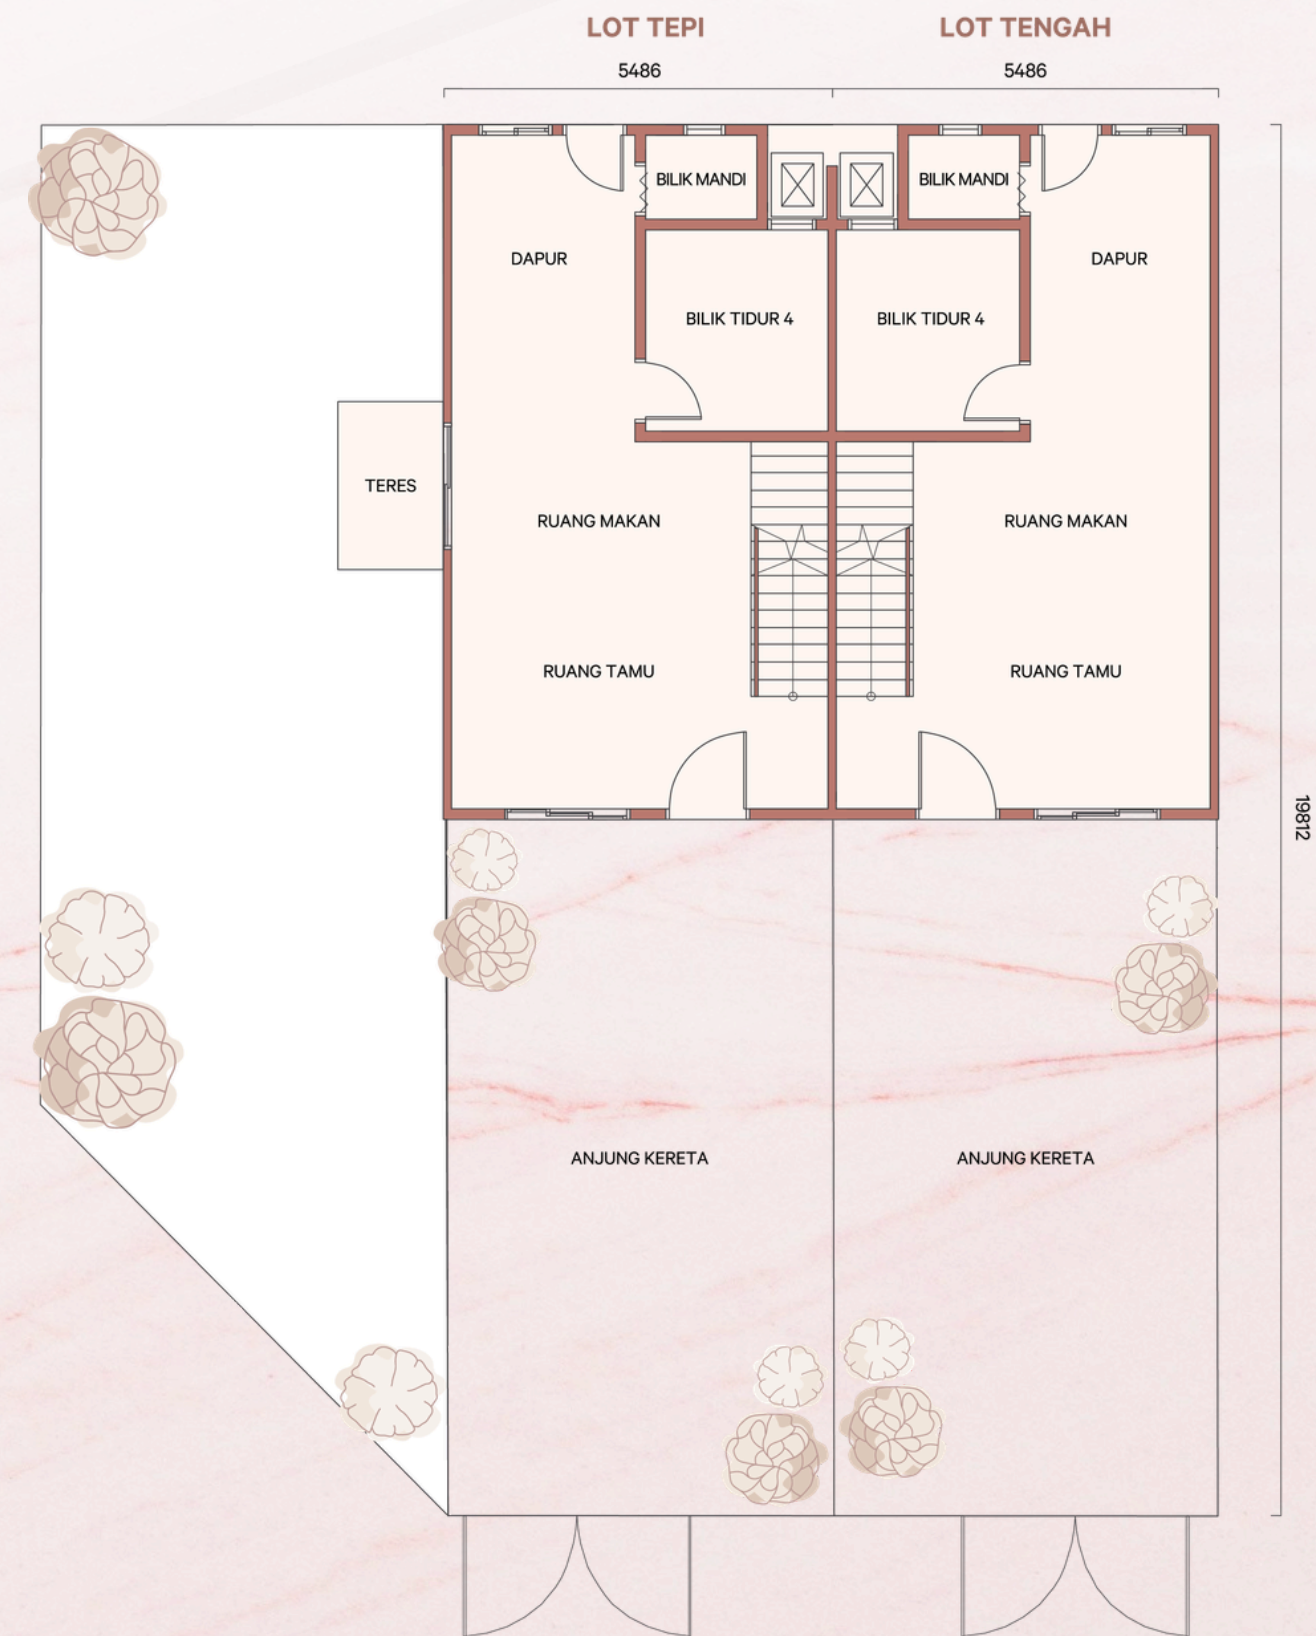 LOT TEPI
LOT TENGAH
5486
5486
BILIK MANDI
BILIK MANDI
DAPUR
DAPUR
BILIK TIDUR 4
BILIK TIDUR 4
TERES
RUANG MAKAN
RUANG MAKAN
RUANG TAMU
RUANG TAMU
19812
ANJUNG KERETA
ANJUNG KERETA